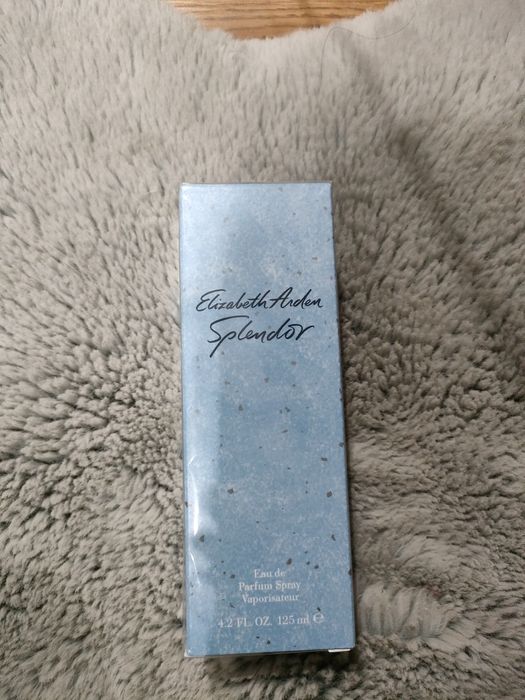 Elizabeth Arden
Splendor
Eau de
Parfum Spray
Vaporisateur
4.2 FL. OZ. 125 ml ℮